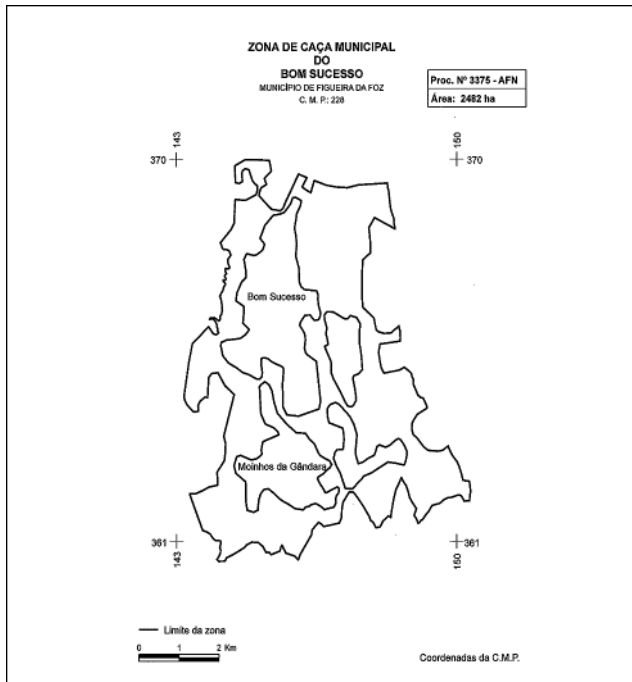 ZONA DE CAÇA MUNICIPAL
DO
BOM SUCESSO
MUNICÍPIO DE FIGUEIRA DA FOZ
C. M. P.: 228
Proc. Nº 3375 - AFN
Área: 2482 ha
143
150
370
370
Bom Sucesso
Moinhos da Gândara
361
361
143
150
Limite da zona
0 1 2 Km
Coordenadas da C.M.P.